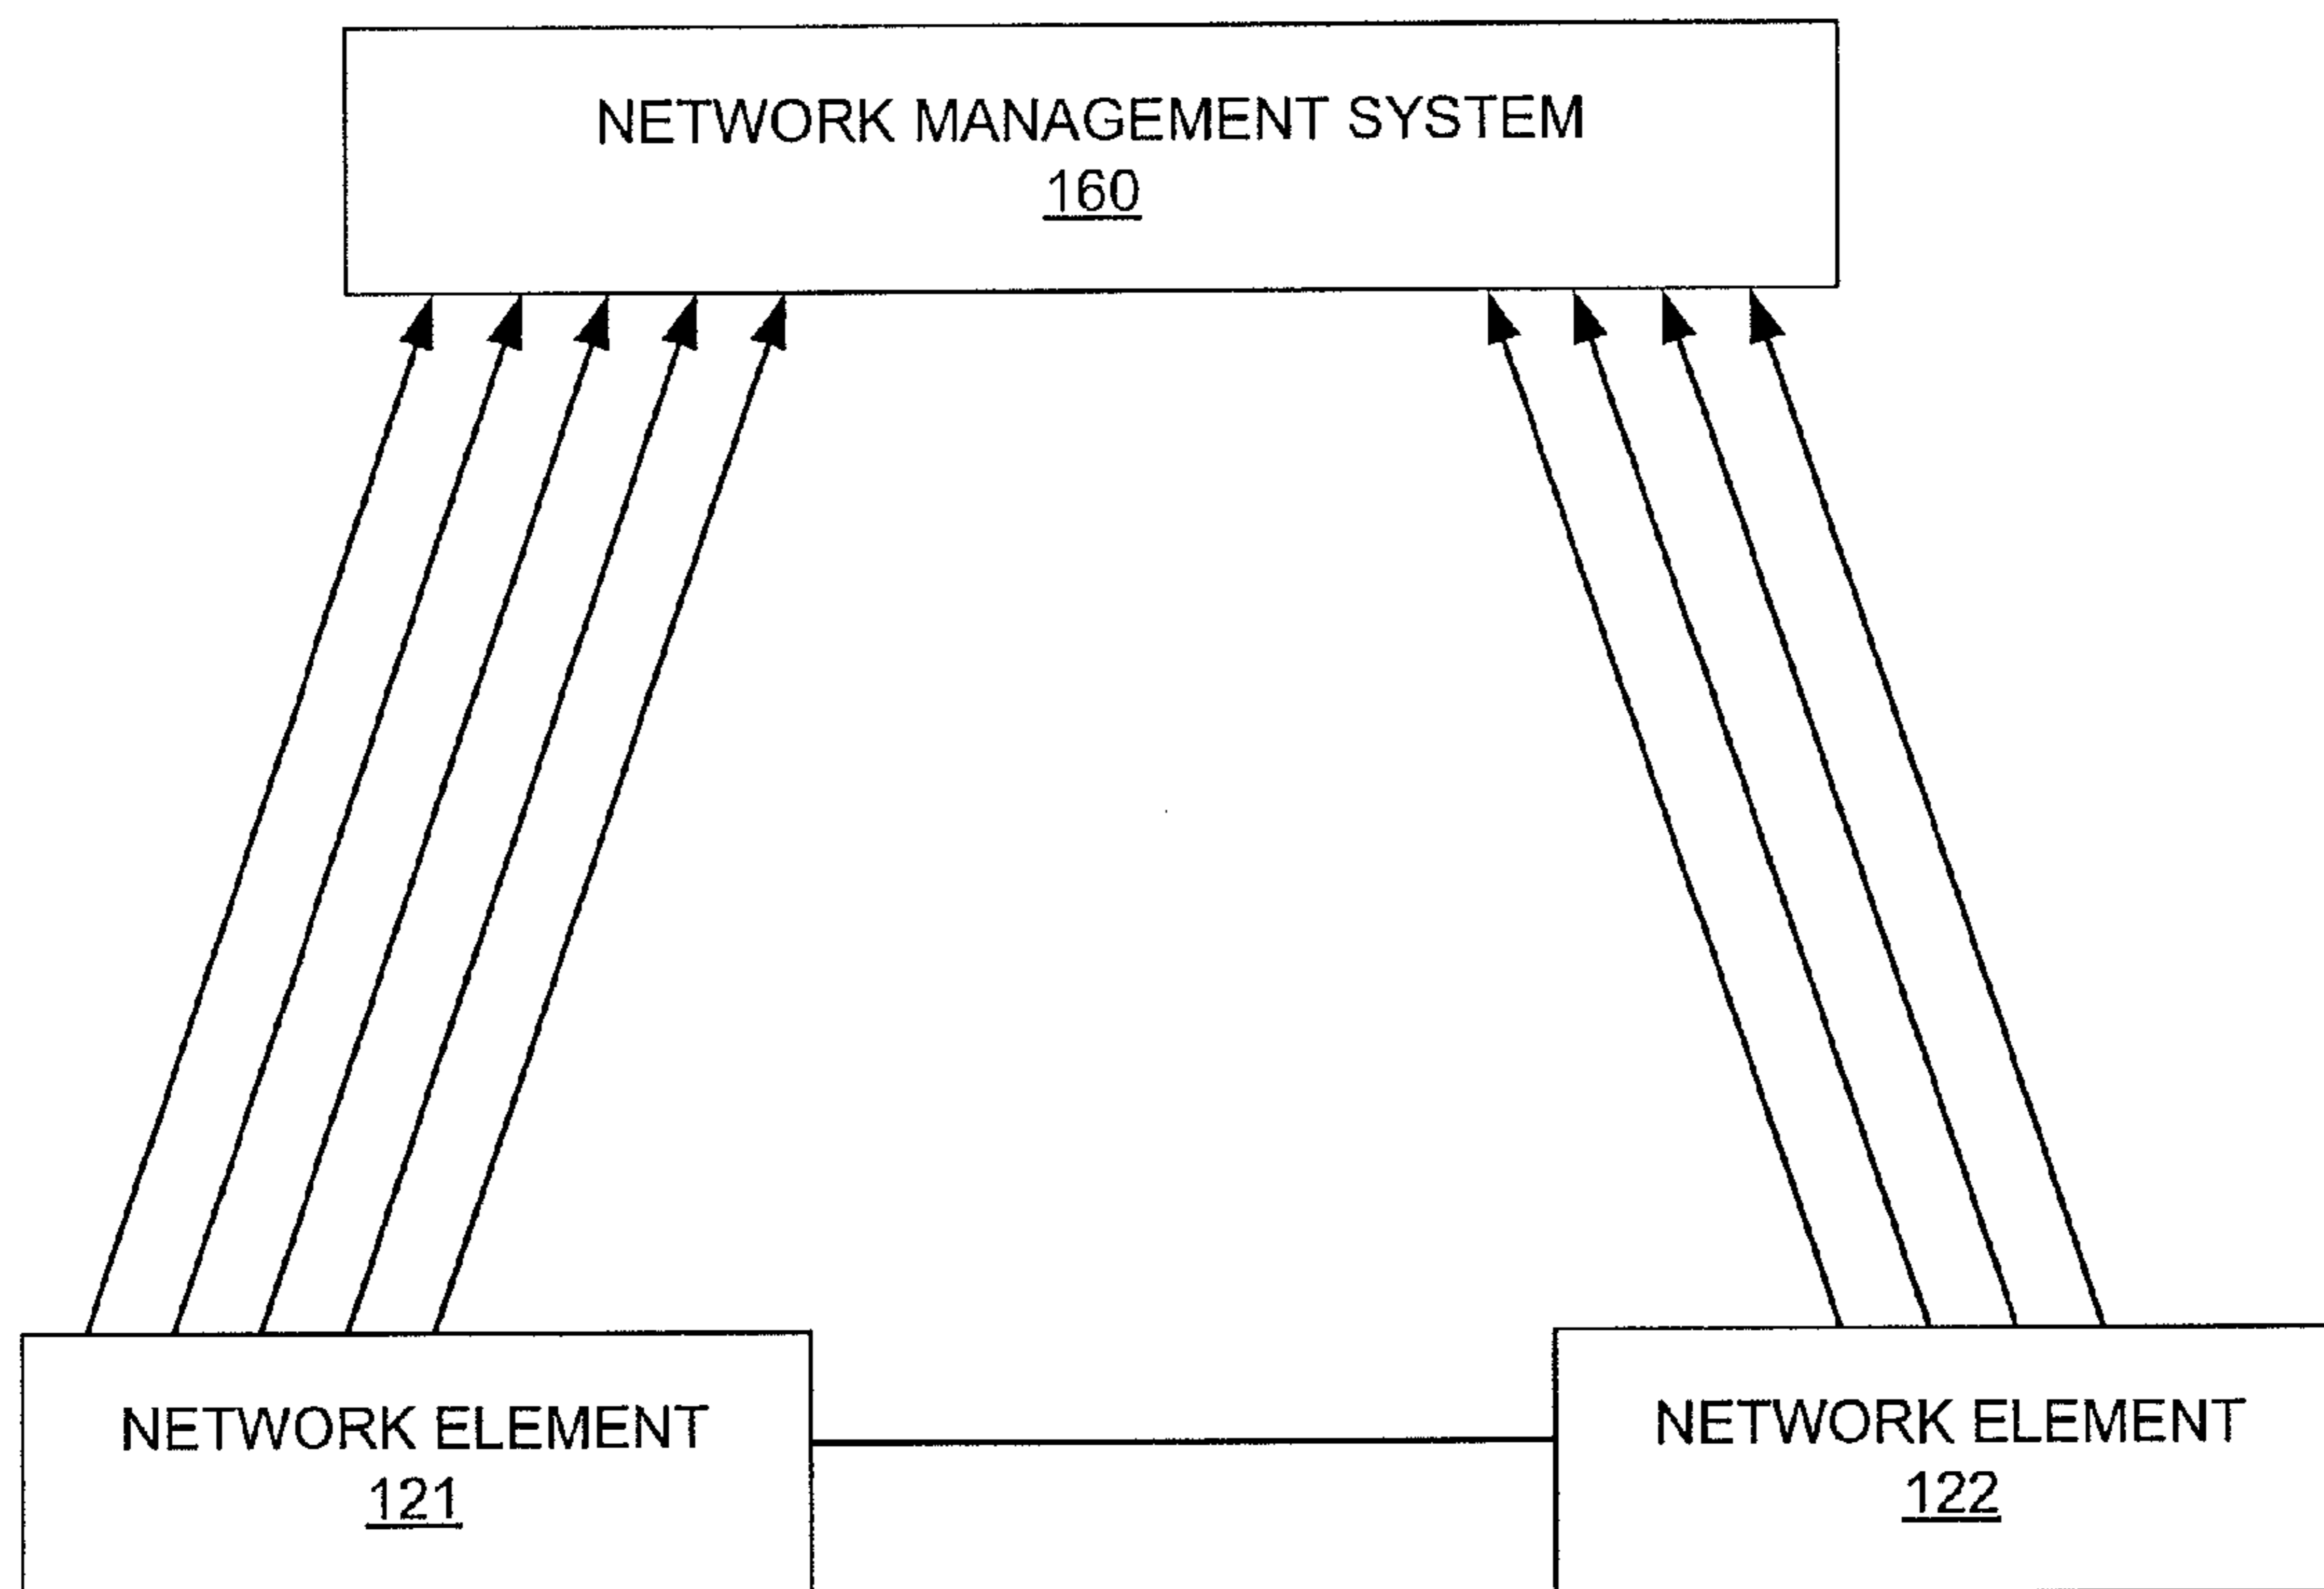 NETWORK MANAGEMENT SYSTEM
160
NETWORK ELEMENT
121
NETWORK ELEMENT
122